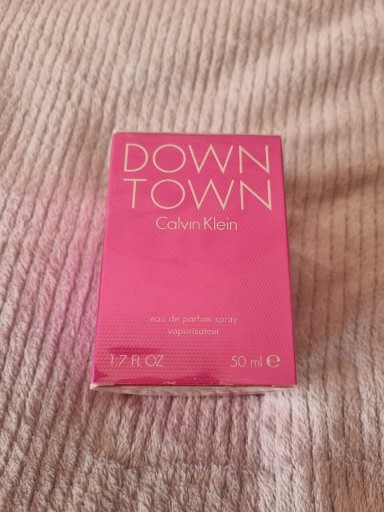 DOWN
TOWN
Calvin Klein
eau de parfum spray
vaporisateur
1.7 FL OZ 50 ml ℮